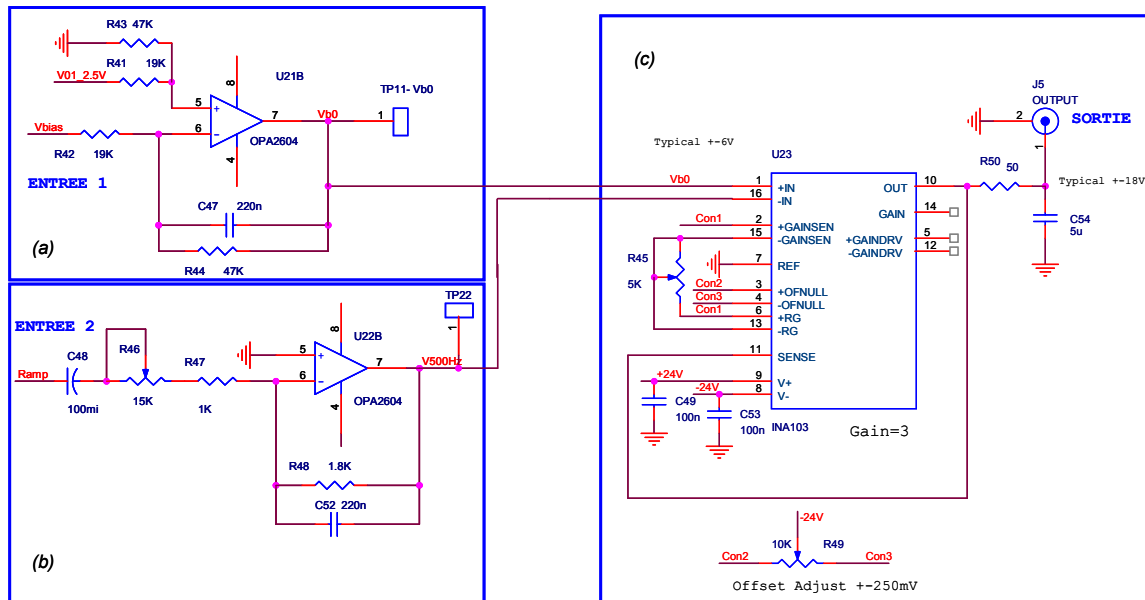 R43 47K
R41 19K
V01_2.5V
U21B
8
5
+
6
-
7
4
OPA2604
Vb0
TP11- Vb0
1
Vbias
R42 19K
ENTREE 1
C47 220n
R44 47K
(a)
ENTREE 2
TP22
1
C48
R46
R47
Ramp
100mi
15K
1K
8
U22B
5
+
6
-
7
4
V500Hz
OPA2604
R48 1.8K
C52 220n
(b)
(c)
J5
OUTPUT
2
SORTIE
1
Typical +-6V
U23
R50 50
Typical +-18V
Vb0
1 +IN
16 -IN
OUT 10
GAIN 14
C54
5u
Con1
2 +GAINSEN
15 -GAINSEN
+GAINDRV 5
-GAINDRV 12
R45
5K
7 REF
Con2
3 +OFNULL
Con3
4 -OFNULL
Con1
6 +RG
13 -RG
11 SENSE
+24V
9 V+
-24V
8 V-
C49
100n
C53
100n
INA103
Gain=3
-24V
10K R49
Con2 Con3
Offset Adjust +-250mV